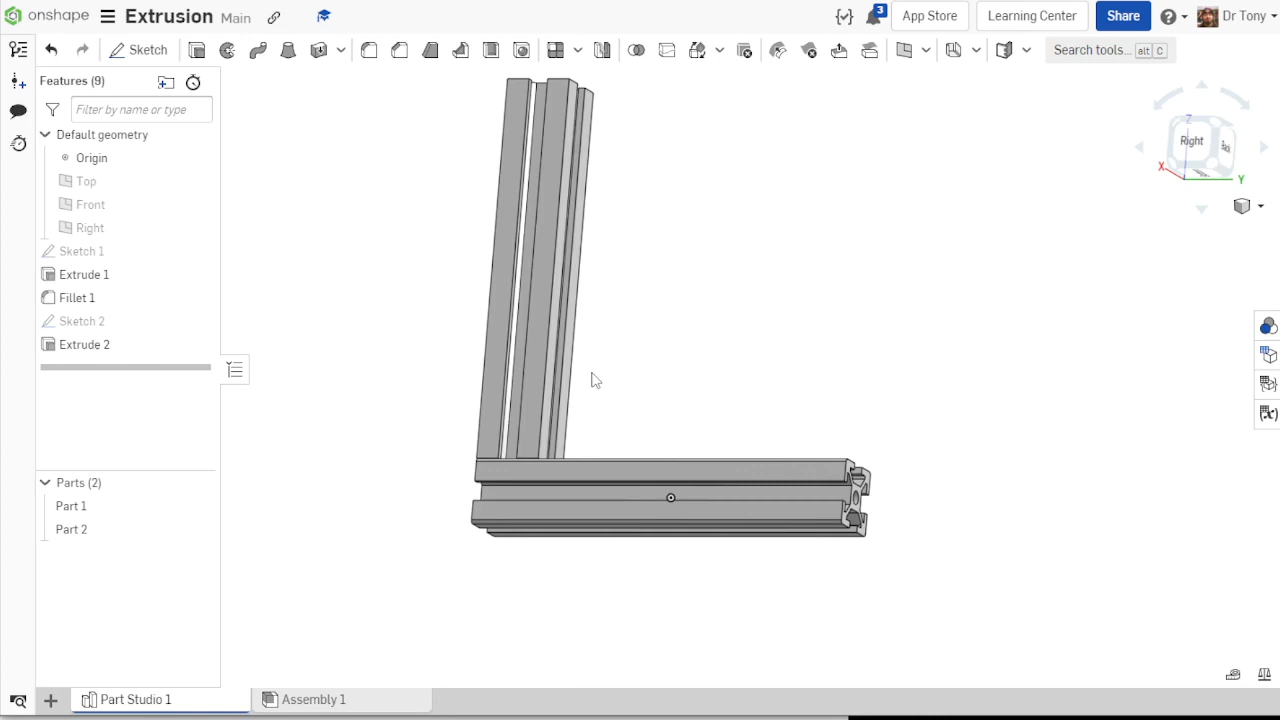 onshape Extrusion Main 3 App Store Learning Center Share Dr Tony
Sketch Search tools... alt C
Features (9)
Filter by name or type
Default geometry
Origin
Top
Front
Right
Sketch 1
Extrude 1
Fillet 1
Sketch 2
Extrude 2
Parts (2)
Part 1
Part 2
Z
Right
X
Y
Part Studio 1 Assembly 1